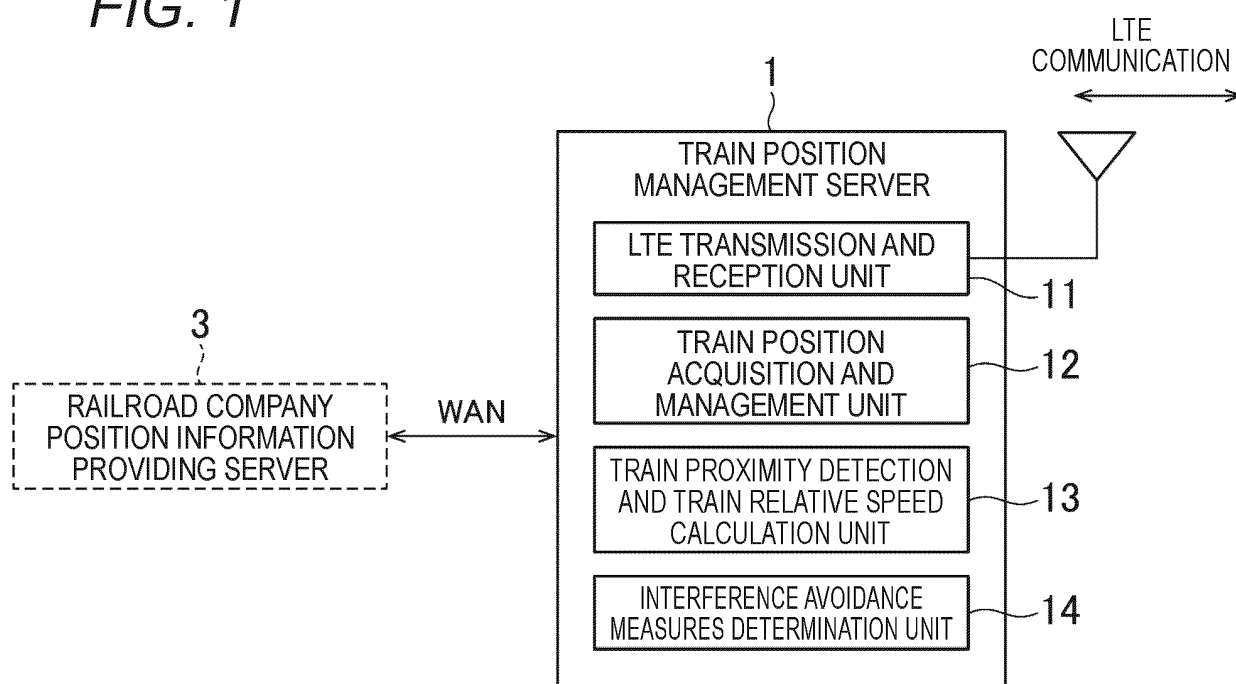 FIG. 1
LTE
COMMUNICATION
1
TRAIN POSITION
MANAGEMENT SERVER
LTE TRANSMISSION AND
RECEPTION UNIT
11
TRAIN POSITION
ACQUISITION AND
MANAGEMENT UNIT
12
3
RAILROAD COMPANY
POSITION INFORMATION
PROVIDING SERVER
WAN
TRAIN PROXIMITY DETECTION
AND TRAIN RELATIVE SPEED
CALCULATION UNIT
13
INTERFERENCE AVOIDANCE
MEASURES DETERMINATION UNIT
14